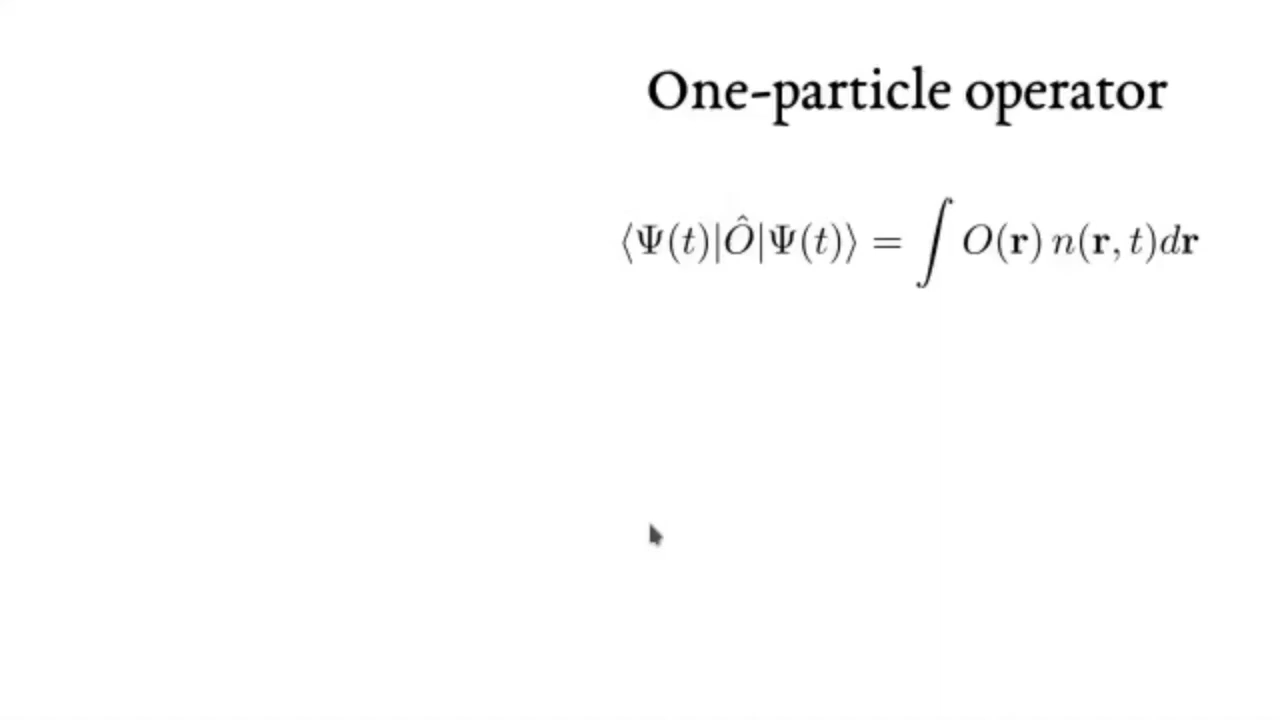 One-particle operator
⟨Ψ(t)|Ô|Ψ(t)⟩ = ∫ O(𝐫) n(𝐫, t)d𝐫